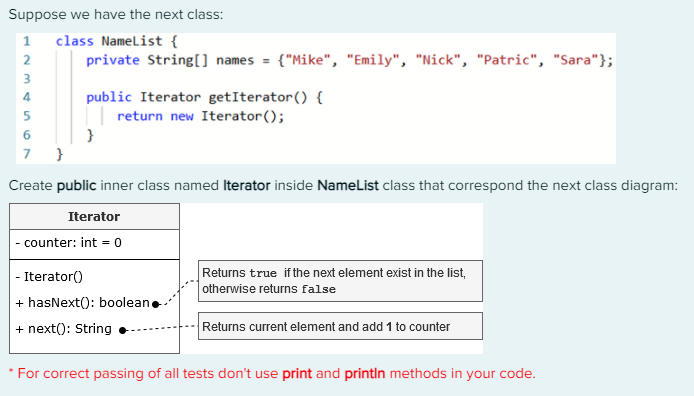 Suppose we have the next class:
1 class NameList {
2 private String[] names = {"Mike", "Emily", "Nick", "Patric", "Sara"};
3
4 public Iterator getIterator() {
5 return new Iterator();
6 }
7 }
Create public inner class named Iterator inside NameList class that correspond the next class diagram:
Iterator
- counter: int = 0
- Iterator()
+ hasNext(): boolean
+ next(): String
Returns true if the next element exist in the list,
otherwise returns false
Returns current element and add 1 to counter
* For correct passing of all tests don't use print and println methods in your code.